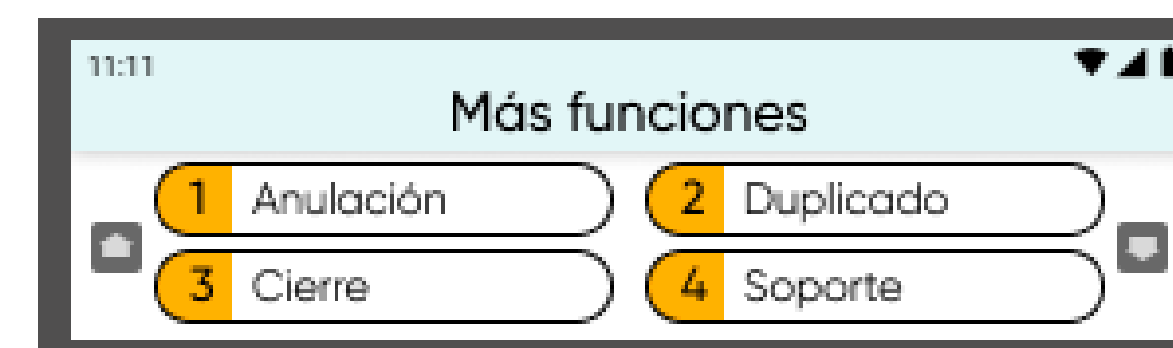 11:11
Más funciones
1 Anulación
2 Duplicado
3 Cierre
4 Soporte